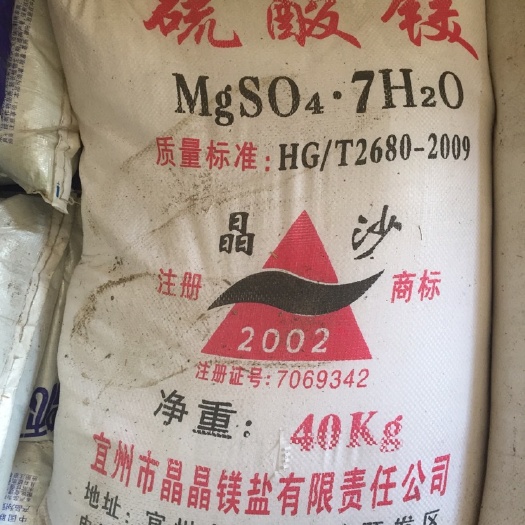 硫酸镁
MgSO4·7H2O
质量标准:HG/T2680-2009
晶沙
注册 商标
2002
注册证号:7069342
净重: 40Kg
宜州市晶晶镁盐有限责任公司
地址:宜州